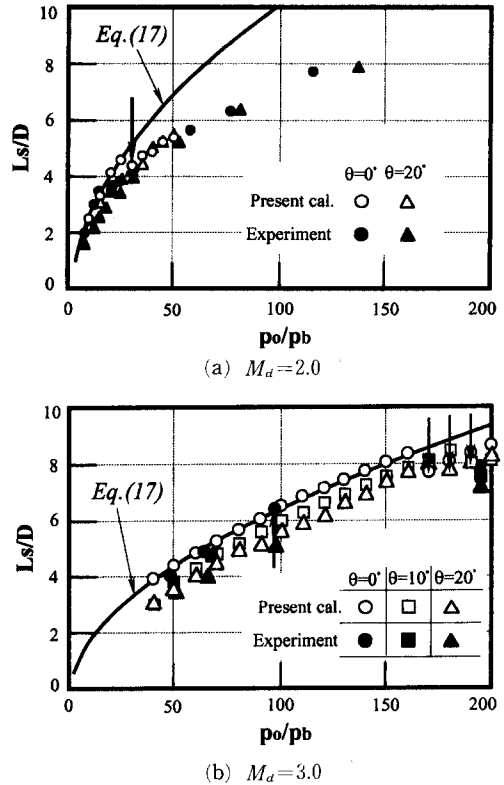 10
Eq.(17)
8
6
Ls/D
4
θ=0° θ=20°
Present cal.
2
Experiment
0
0 50 100 150 200
po/pb
(a) Md=2.0
10
Eq.(17)
8
6
Ls/D
4
θ=0° θ=10° θ=20°
Present cal.
2
Experiment
0
0 50 100 150 200
po/pb
(b) Md=3.0